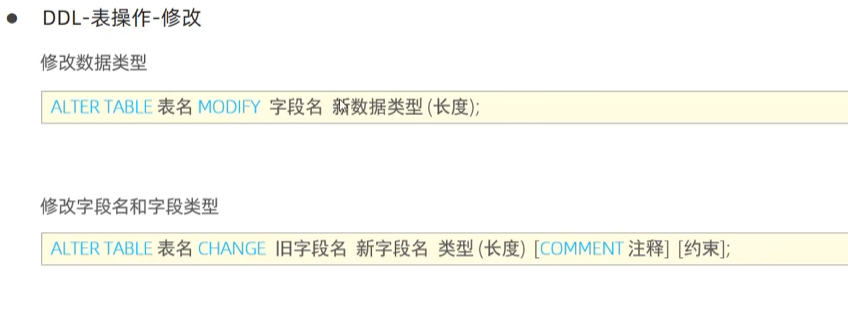 ● DDL-表操作-修改
修改数据类型
ALTER TABLE 表名 MODIFY 字段名 新数据类型 (长度);
修改字段名和字段类型
ALTER TABLE 表名 CHANGE 旧字段名 新字段名 类型 (长度) [COMMENT 注释] [约束];